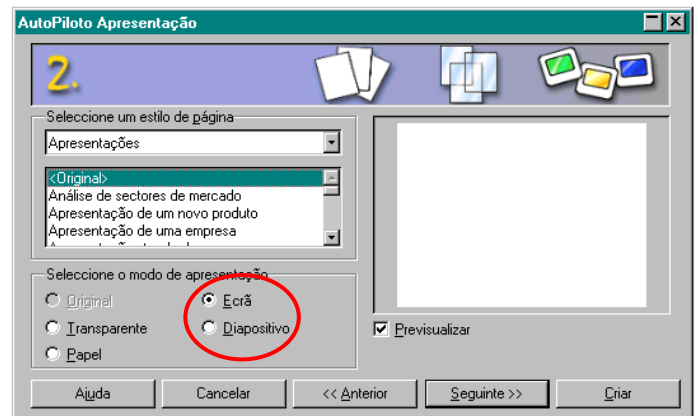 AutoPiloto Apresentação
2.
Seleccione um estilo de página
Apresentações
<Original>
Análise de sectores de mercado
Apresentação de um novo produto
Apresentação de uma empresa
Seleccione o modo de apresentação
Original
Ecrã
Transparente
Diapositivo
Papel
Previsualizar
Ajuda
Cancelar
<< Anterior
Seguinte >>
Criar